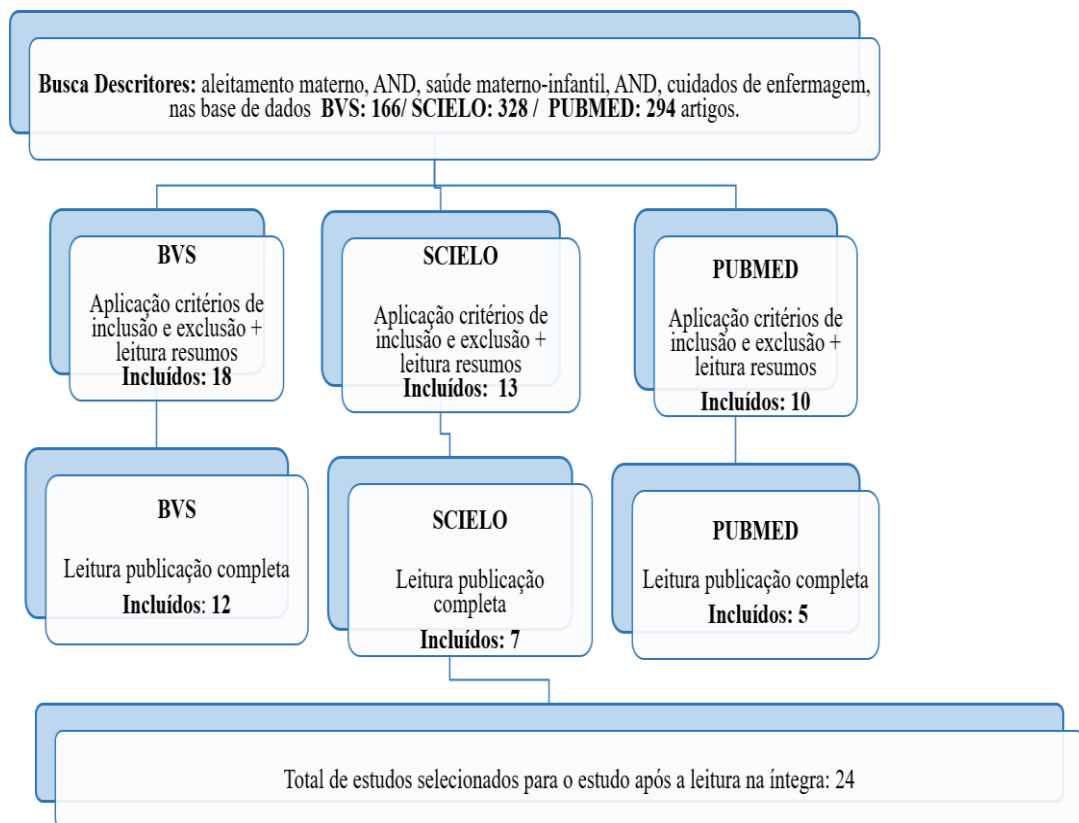 Busca Descritores: aleitamento materno, AND, saúde materno-infantil, AND, cuidados de enfermagem,
nas base de dados BVS: 166/ SCIELO: 328 / PUBMED: 294 artigos.
BVS
Aplicação critérios de
inclusão e exclusão +
leitura resumos
Incluídos: 18
SCIELO
Aplicação critérios de
inclusão e exclusão +
leitura resumos
Incluídos: 13
PUBMED
Aplicação critérios de
inclusão e exclusão +
leitura resumos
Incluídos: 10
BVS
Leitura publicação completa
Incluídos: 12
SCIELO
Leitura publicação
completa
Incluídos: 7
PUBMED
Leitura publicação completa
Incluídos: 5
Total de estudos selecionados para o estudo após a leitura na íntegra: 24